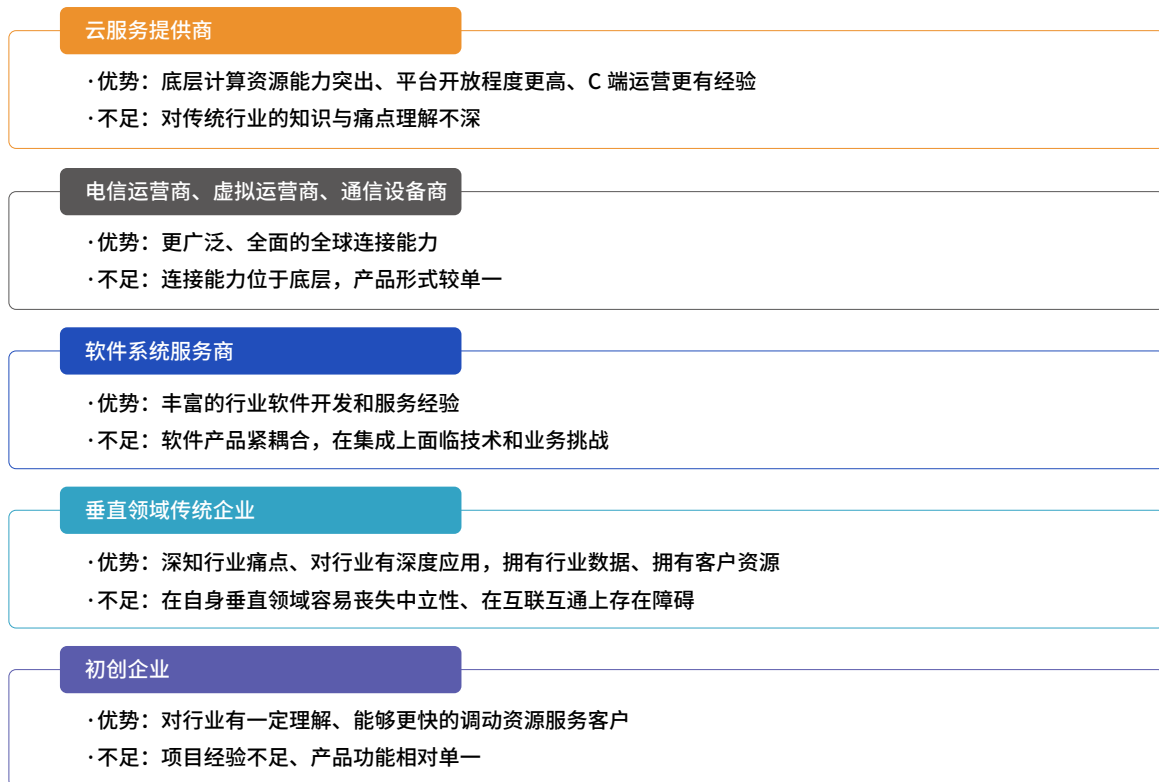 云服务提供商
·优势：底层计算资源能力突出、平台开放程度更高、C 端运营更有经验
·不足：对传统行业的知识与痛点理解不深
电信运营商、虚拟运营商、通信设备商
·优势：更广泛、全面的全球连接能力
·不足：连接能力位于底层，产品形式较单一
软件系统服务商
·优势：丰富的行业软件开发和服务经验
·不足：软件产品紧耦合，在集成上面临技术和业务挑战
垂直领域传统企业
·优势：深知行业痛点、对行业有深度应用，拥有行业数据、拥有客户资源
·不足：在自身垂直领域容易丧失中立性、在互联互通上存在障碍
初创企业
·优势：对行业有一定理解、能够更快的调动资源服务客户
·不足：项目经验不足、产品功能相对单一